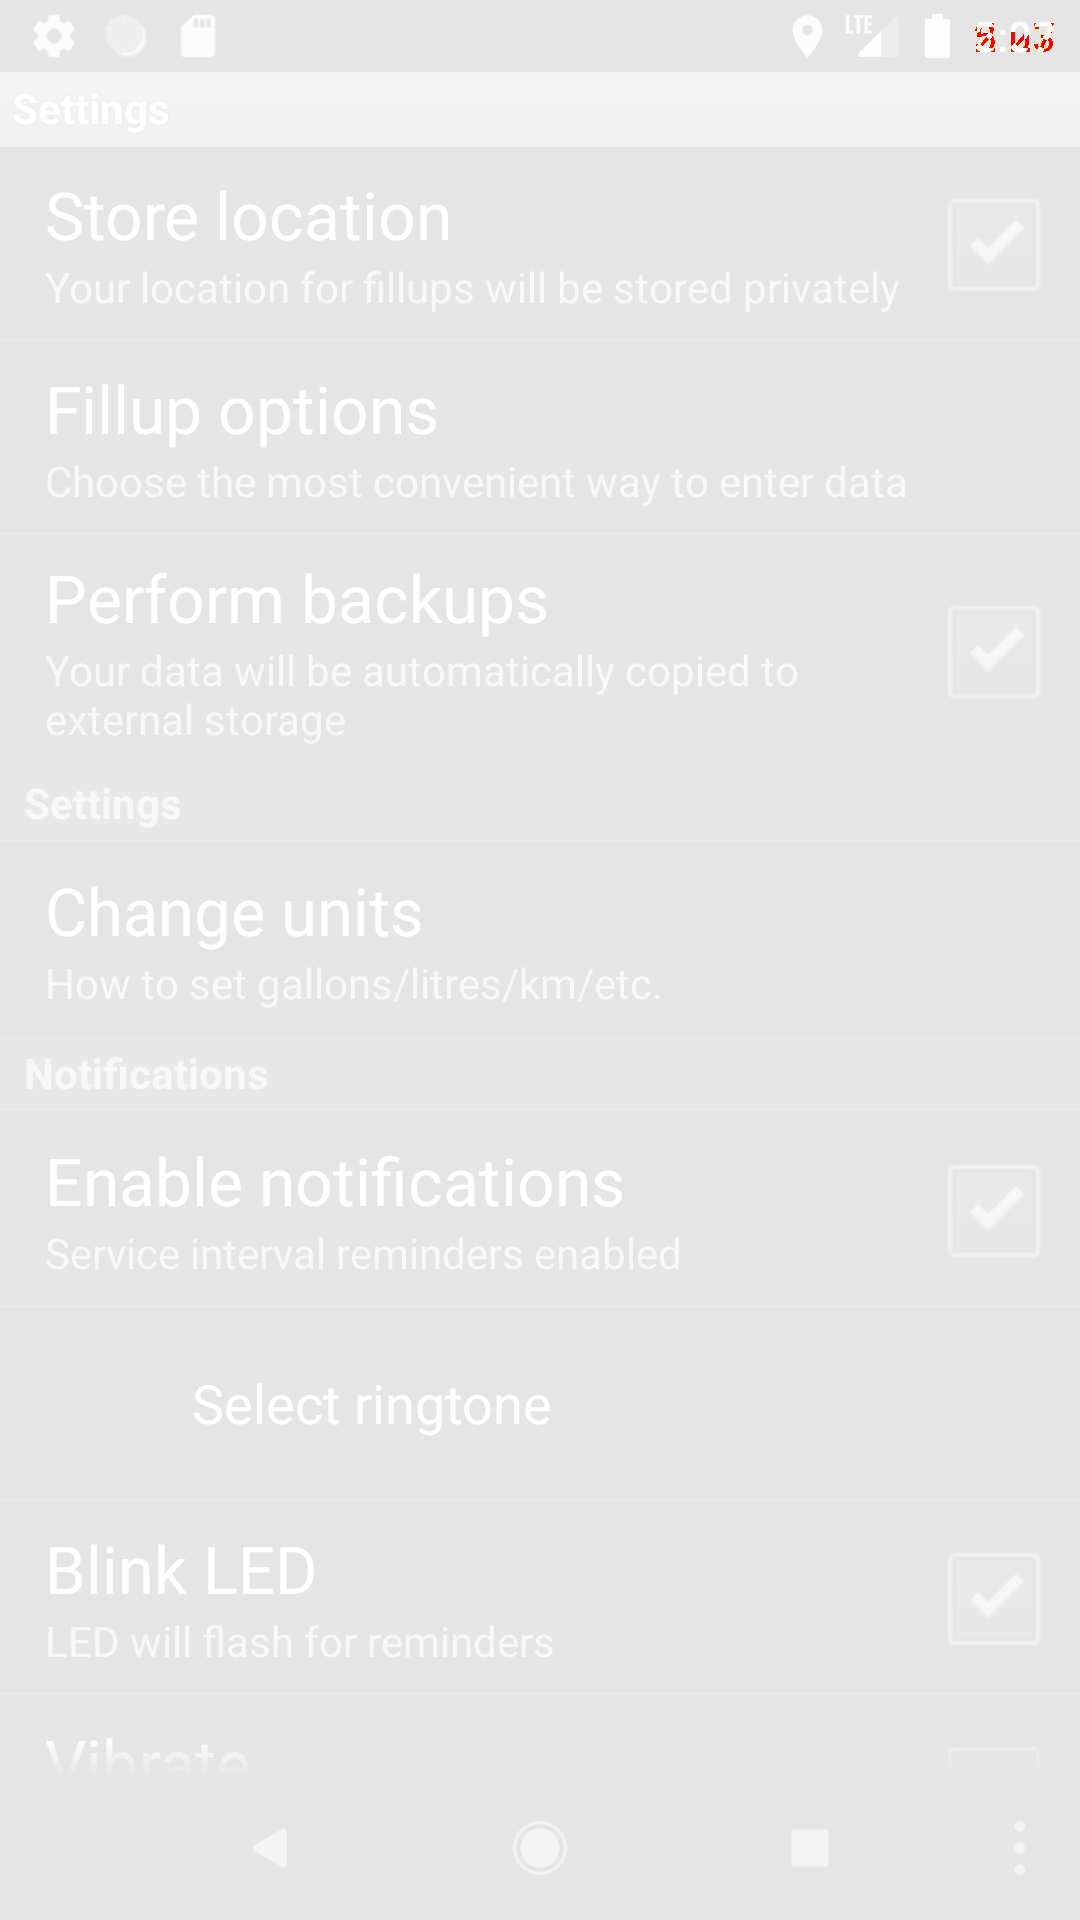 LTE
Settings
Store location
Your location for fillups will be stored privately
Fillup options
Choose the most convenient way to enter data
Perform backups
Your data will be automatically copied to
external storage
Settings
Change units
How to set gallons/litres/km/etc.
Notifications
Enable notifications
Service interval reminders enabled
Select ringtone
Blink LED
LED will flash for reminders
Vibrate